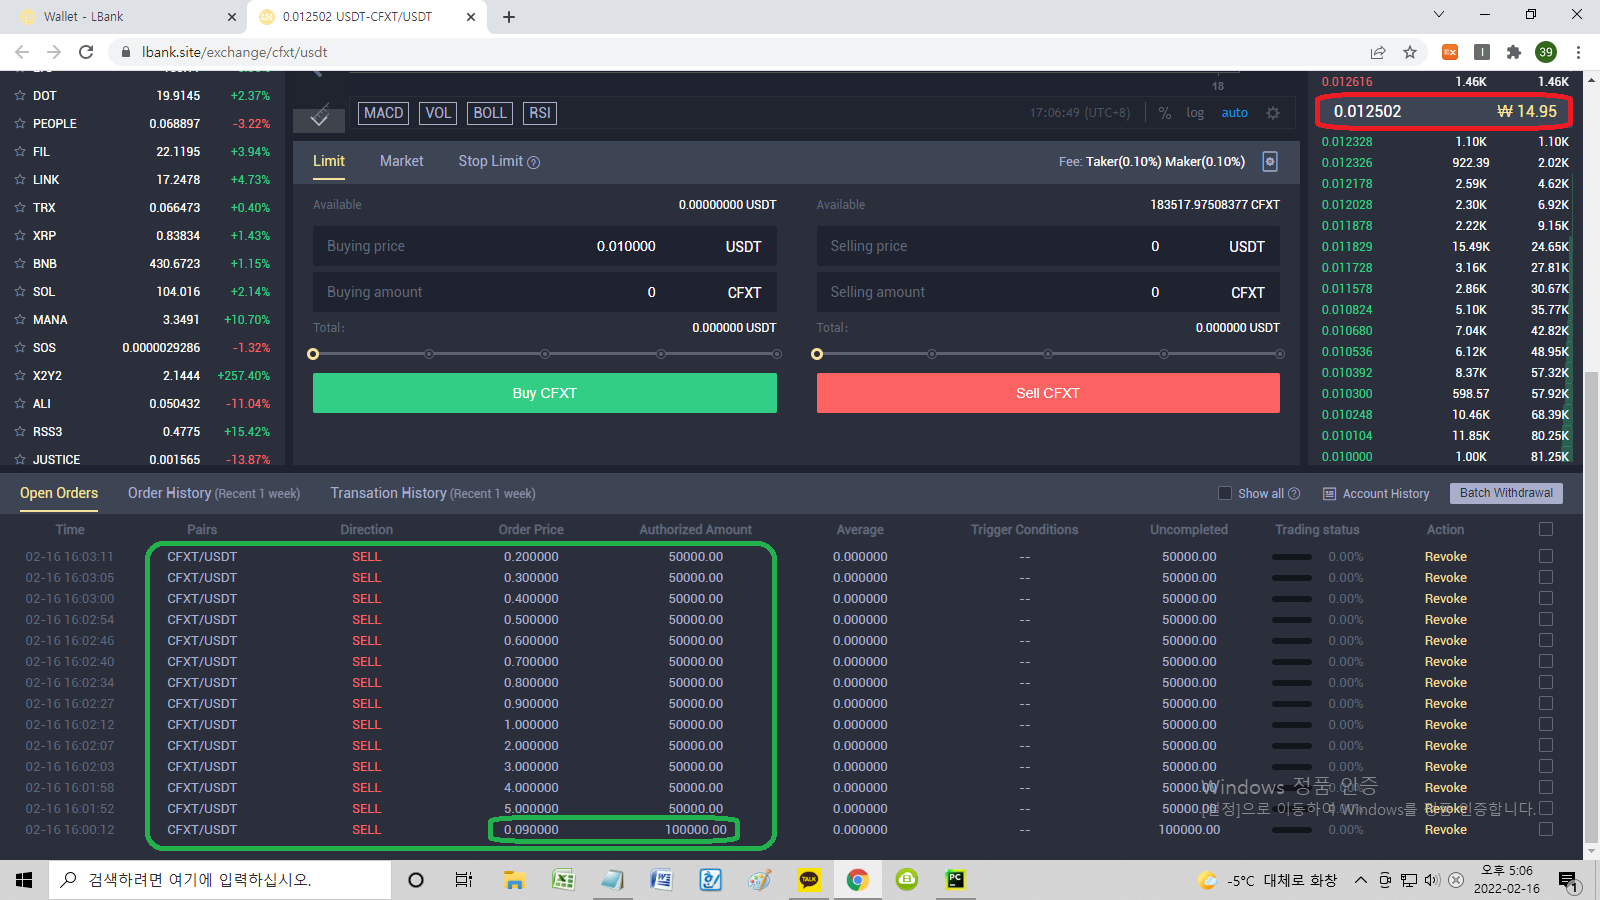 Wallet - LBank
0.012502 USDT-CFXT/USDT
lbank.site/exchange/cfxt/usdt
39
DOT 19.9145 +2.37%
PEOPLE 0.068897 -3.22%
FIL 22.1195 +3.94%
LINK 17.2478 +4.73%
TRX 0.066473 +0.40%
XRP 0.83834 +1.43%
BNB 430.6723 +1.15%
SOL 104.016 +2.14%
MANA 3.3491 +10.70%
SOS 0.0000029286 -1.32%
X2Y2 2.1444 +257.40%
ALI 0.050432 -11.04%
RSS3 0.4775 +15.42%
JUSTICE 0.001565 -13.87%
18
MACD VOL BOLL RSI 17:06:49 (UTC+8) % log auto
Limit Market Stop Limit ? Fee: Taker(0.10%) Maker(0.10%)
Available 0.00000000 USDT
Buying price 0.010000 USDT
Buying amount 0 CFXT
Total: 0.000000 USDT
Buy CFXT
Available 183517.97508377 CFXT
Selling price 0 USDT
Selling amount 0 CFXT
Total: 0.000000 USDT
Sell CFXT
0.012616 1.46K 1.46K
0.012502 ₩ 14.95
0.012328 1.10K 1.10K
0.012326 922.39 2.02K
0.012178 2.59K 4.62K
0.012028 2.30K 6.92K
0.011878 2.22K 9.15K
0.011829 15.49K 24.65K
0.011728 3.16K 27.81K
0.011578 2.86K 30.67K
0.010824 5.10K 35.77K
0.010680 7.04K 42.82K
0.010536 6.12K 48.95K
0.010392 8.37K 57.32K
0.010300 598.57 57.92K
0.010248 10.46K 68.39K
0.010104 11.85K 80.25K
0.010000 1.00K 81.25K
Open Orders Order History (Recent 1 week) Transation History (Recent 1 week) Show all ? Account History Batch Withdrawal
Time Pairs Direction Order Price Authorized Amount Average Trigger Conditions Uncompleted Trading status Action
02-16 16:03:11 CFXT/USDT SELL 0.200000 50000.00 0.000000 -- 50000.00 0.00% Revoke
02-16 16:03:05 CFXT/USDT SELL 0.300000 50000.00 0.000000 -- 50000.00 0.00% Revoke
02-16 16:03:00 CFXT/USDT SELL 0.400000 50000.00 0.000000 -- 50000.00 0.00% Revoke
02-16 16:02:54 CFXT/USDT SELL 0.500000 50000.00 0.000000 -- 50000.00 0.00% Revoke
02-16 16:02:46 CFXT/USDT SELL 0.600000 50000.00 0.000000 -- 50000.00 0.00% Revoke
02-16 16:02:40 CFXT/USDT SELL 0.700000 50000.00 0.000000 -- 50000.00 0.00% Revoke
02-16 16:02:34 CFXT/USDT SELL 0.800000 50000.00 0.000000 -- 50000.00 0.00% Revoke
02-16 16:02:27 CFXT/USDT SELL 0.900000 50000.00 0.000000 -- 50000.00 0.00% Revoke
02-16 16:02:12 CFXT/USDT SELL 1.000000 50000.00 0.000000 -- 50000.00 0.00% Revoke
02-16 16:02:07 CFXT/USDT SELL 2.000000 50000.00 0.000000 -- 50000.00 0.00% Revoke
02-16 16:02:03 CFXT/USDT SELL 3.000000 50000.00 0.000000 -- 50000.00 0.00% Revoke
02-16 16:01:58 CFXT/USDT SELL 4.000000 50000.00 0.000000 -- 50000.00 0.00% Revoke
02-16 16:01:52 CFXT/USDT SELL 5.000000 50000.00 0.000000 -- 50000.00 0.00% Revoke
02-16 16:00:12 CFXT/USDT SELL 0.090000 100000.00 0.000000 -- 100000.00 0.00% Revoke
Windows 정품 인증
[설정]으로 이동하여 Windows를 정품 인증합니다.
검색하려면 여기에 입력하십시오.
TALK
PC
-5°C 대체로 화창
오후 5:06
2022-02-16
1